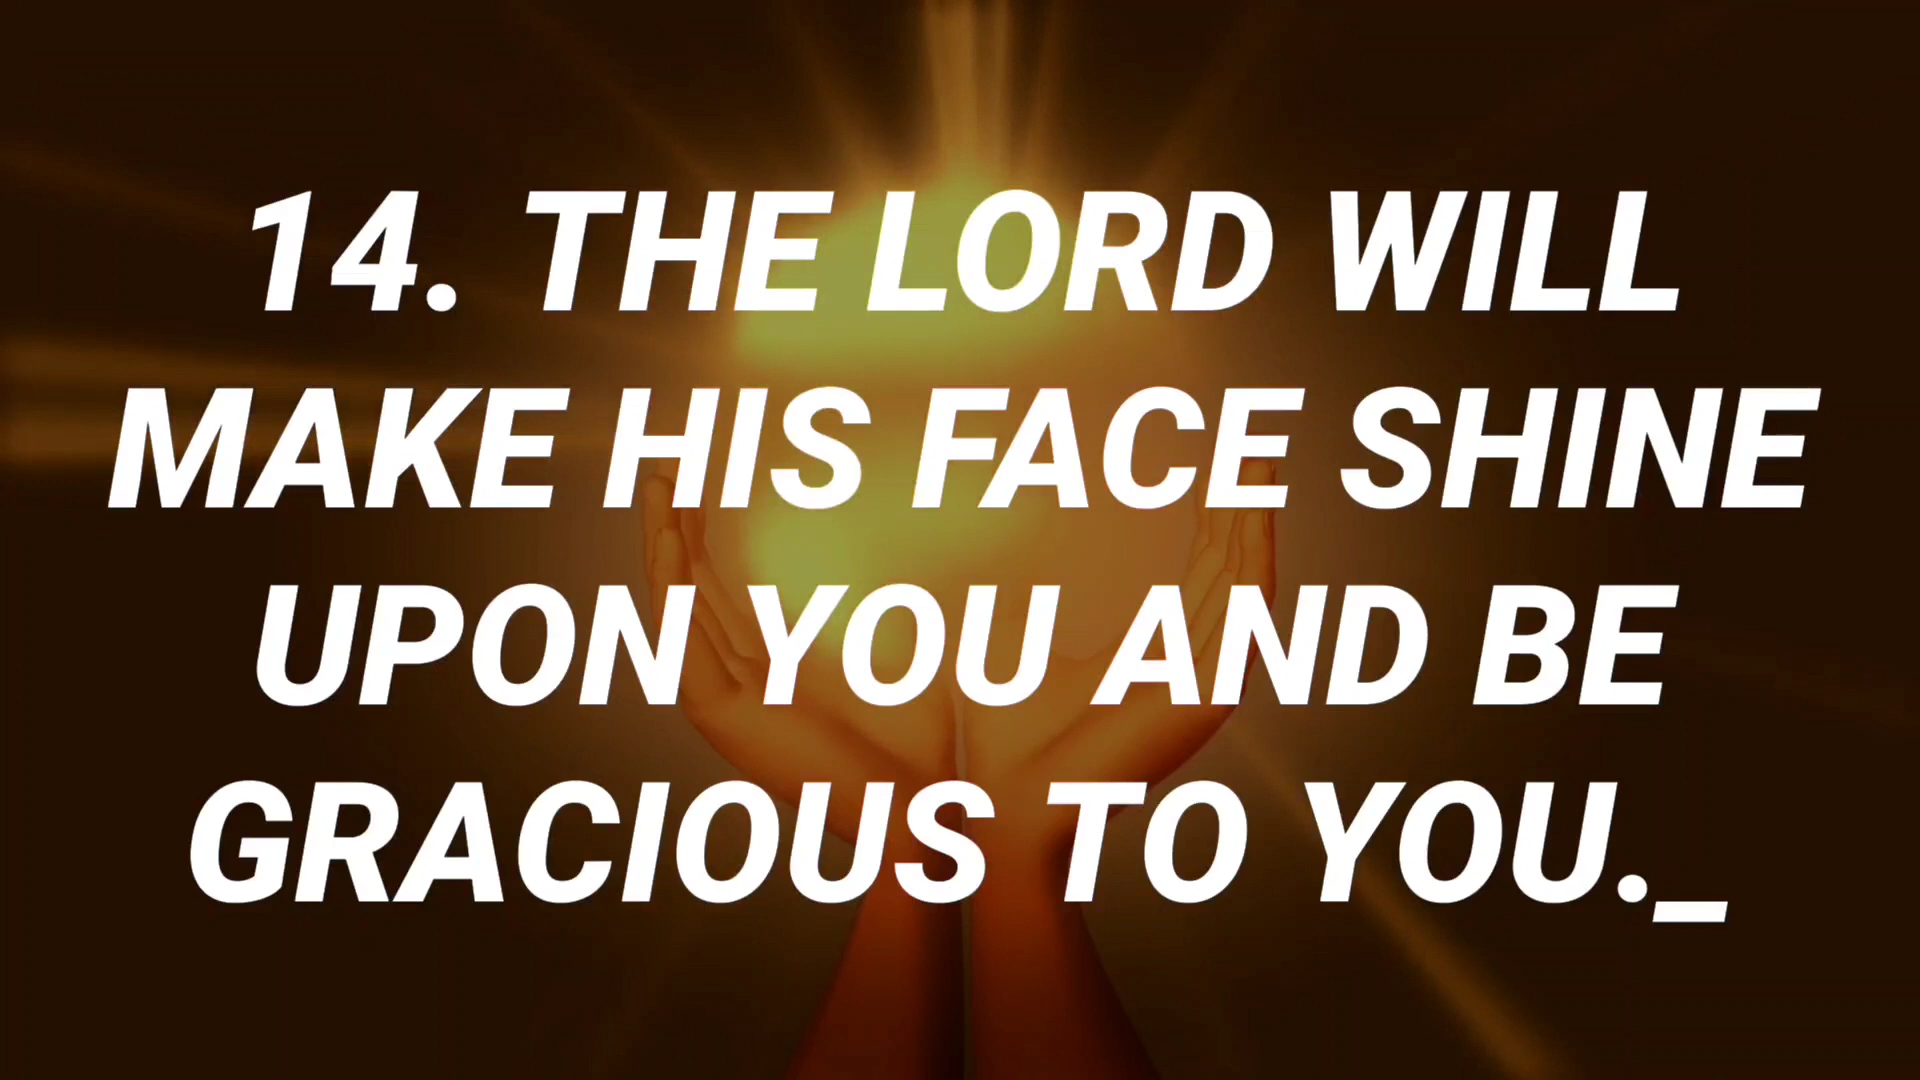 14. THE LORD WILL
MAKE HIS FACE SHINE
UPON YOU AND BE
GRACIOUS TO YOU._